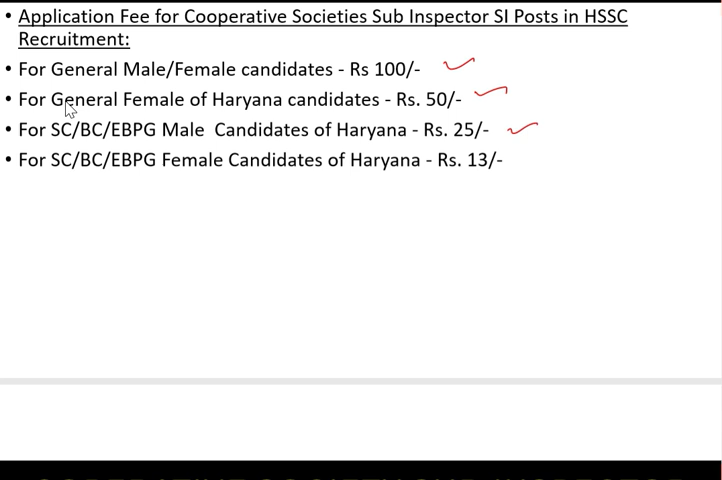 • Application Fee for Cooperative Societies Sub Inspector SI Posts in HSSC
Recruitment:
• For General Male/Female candidates - Rs 100/-
• For General Female of Haryana candidates - Rs. 50/-
• For SC/BC/EBPG Male  Candidates of Haryana - Rs. 25/-
• For SC/BC/EBPG Female Candidates of Haryana - Rs. 13/-